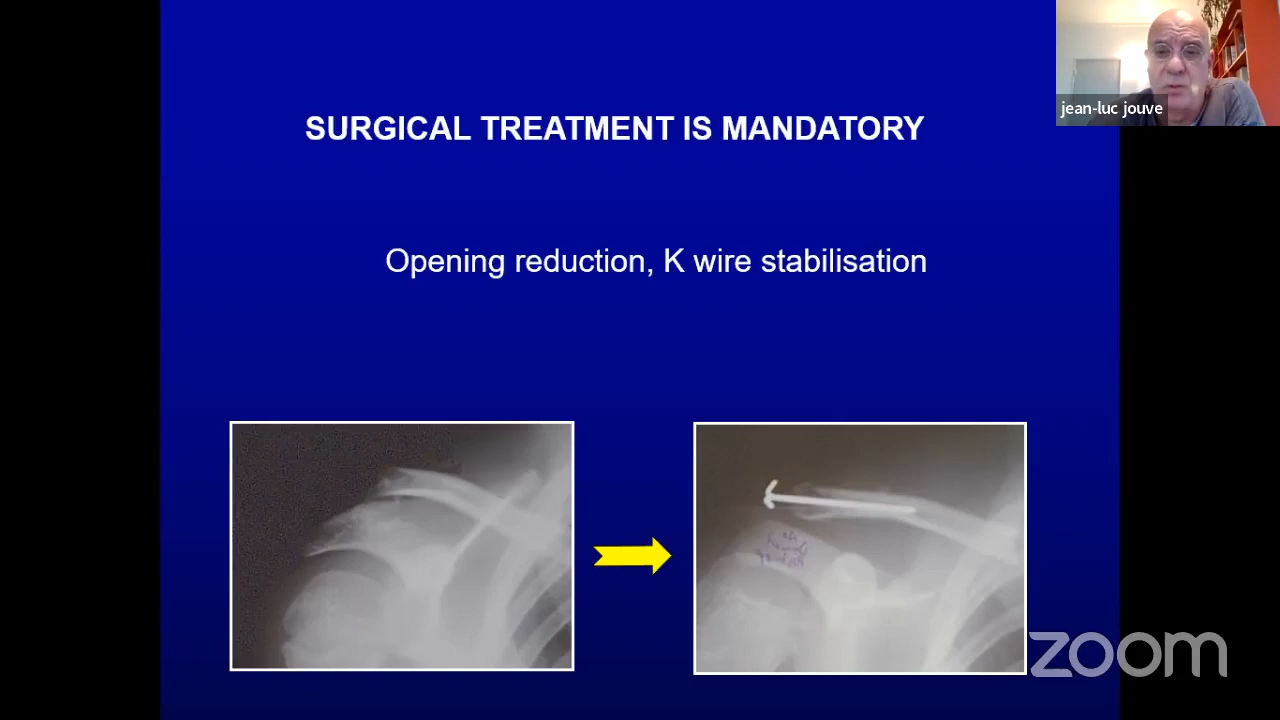 jean-luc jouve
SURGICAL TREATMENT IS MANDATORY
Opening reduction, K wire stabilisation
zoom